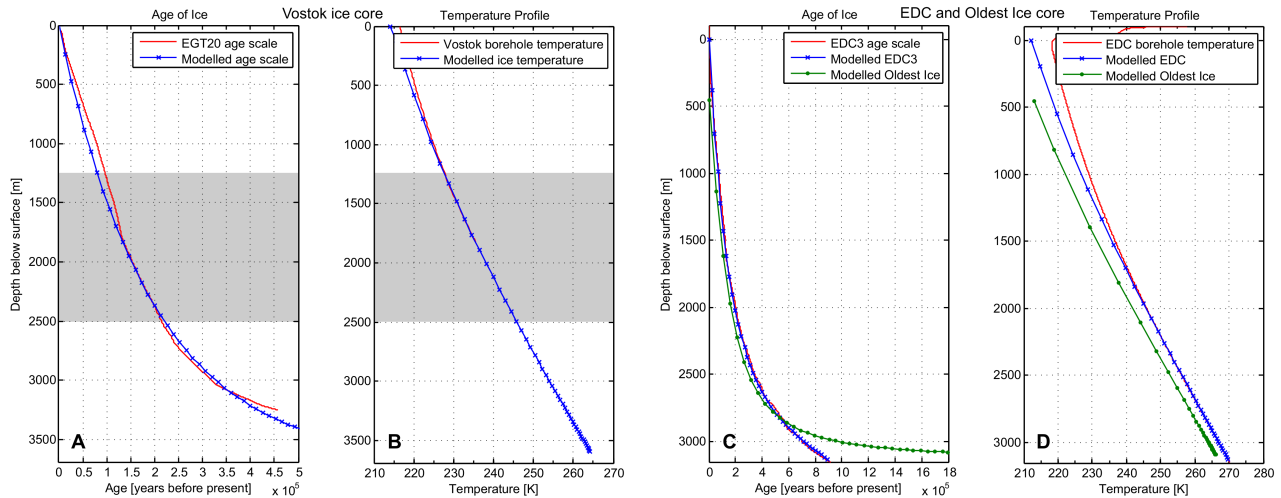 Vostok ice core
EDC and Oldest Ice core
Age of Ice
EGT20 age scale
Modelled age scale
Depth below surface [m]
0
500
1000
1500
2000
2500
3000
3500
A
0 0.5 1 1.5 2 2.5 3 3.5 4 4.5 5
Age [years before present]
x 10⁵
Temperature Profile
Vostok borehole temperature
Modelled ice temperature
0
500
1000
1500
2000
2500
3000
3500
B
210 220 230 240 250 260 270
Temperature [K]
Age of Ice
EDC3 age scale
Modelled EDC3
Modelled Oldest Ice
Depth below surface [m]
0
500
1000
1500
2000
2500
3000
C
0 2 4 6 8 10 12 14 16 18
Age [years before present]
x 10⁵
Temperature Profile
EDC borehole temperature
Modelled EDC
Modelled Oldest Ice
0
500
1000
1500
2000
2500
3000
D
210 220 230 240 250 260 270 280
Temperature [K]